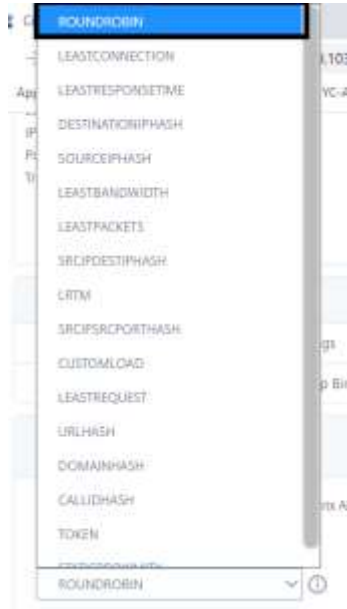 ROUNDROBIN
LEASTCONNECTION
LEASTRESPONSETIME
DESTINATIONIPHASH
SOURCEIPHASH
LEASTBANDWIDTH
LEASTPACKETS
SRCIPDESTIPHASH
LRTM
SRCIPSRCPORTHASH
CUSTOMLOAD
LEASTREQUEST
URLHASH
DOMAINHASH
CALLIDHASH
TOKEN
ROUNDROBIN